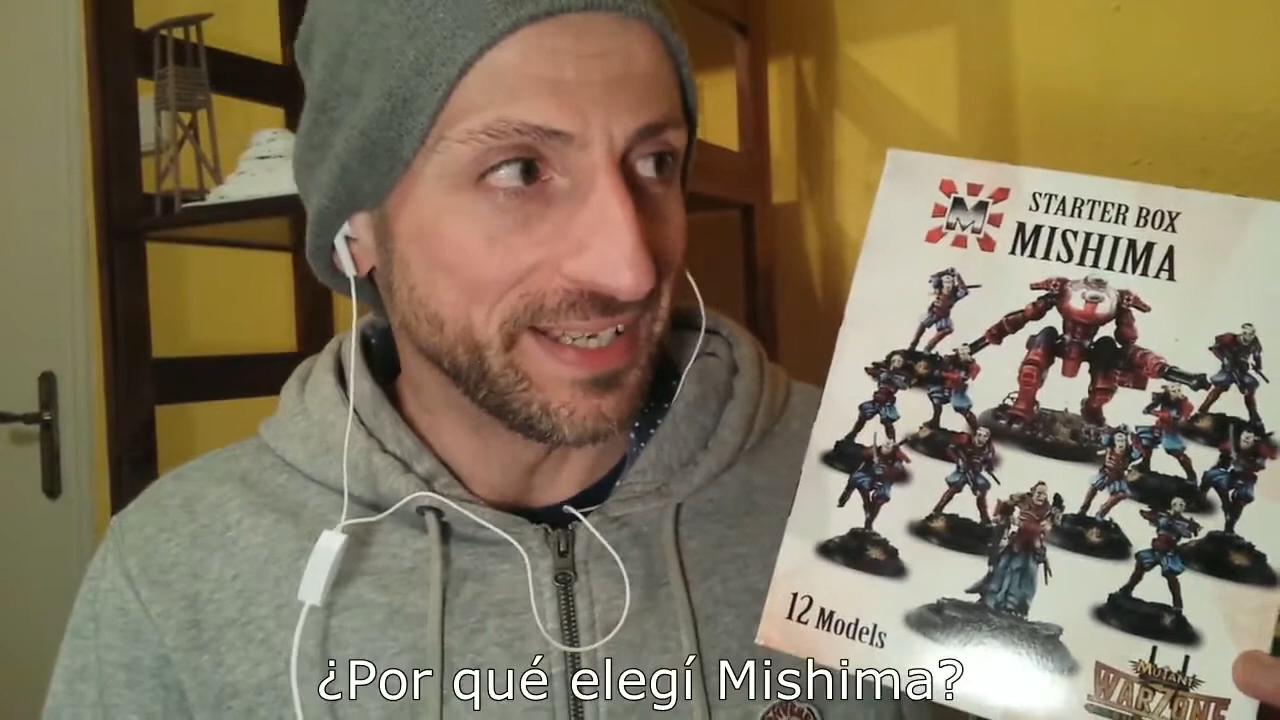 M
STARTER BOX
MISHIMA
12 Models
MUTANT
WARZONE
¿Por qué elegí Mishima?